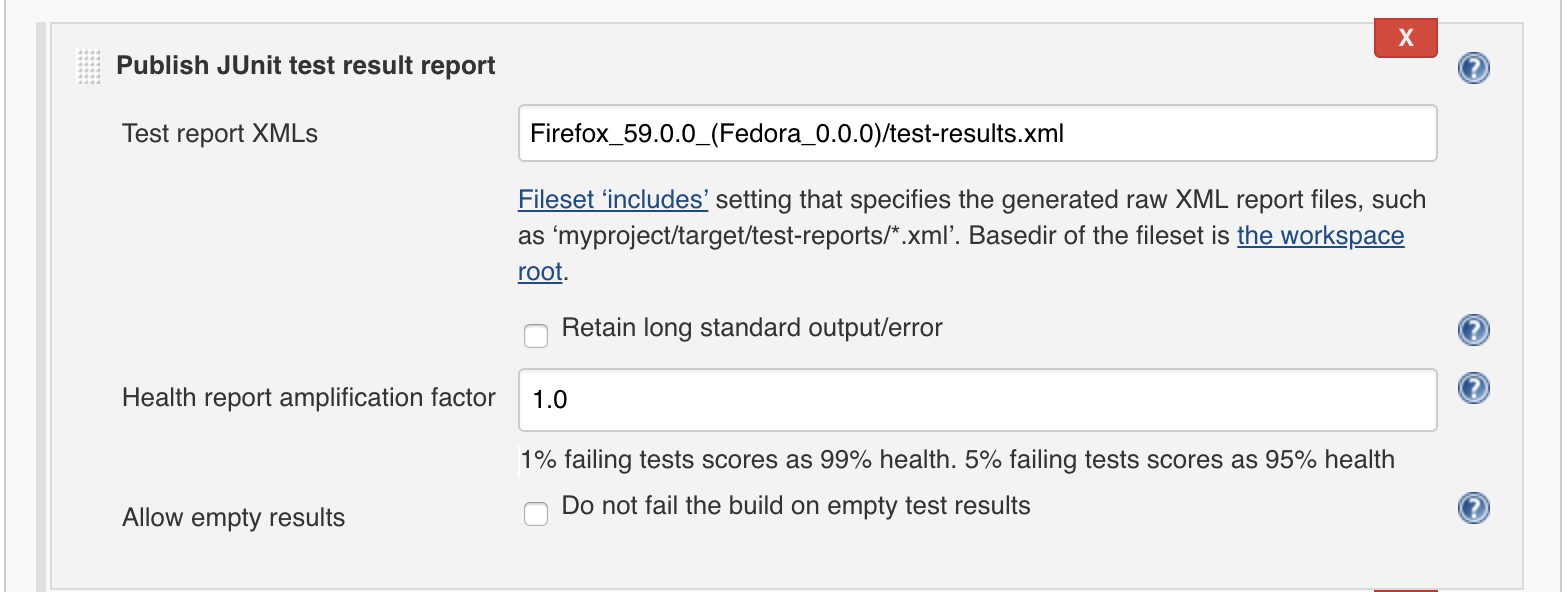 X
Publish JUnit test result report
?
Test report XMLs
Firefox_59.0.0_(Fedora_0.0.0)/test-results.xml
Fileset ‘includes’ setting that specifies the generated raw XML report files, such
as ‘myproject/target/test-reports/*.xml’. Basedir of the fileset is the workspace
root.
Retain long standard output/error
?
Health report amplification factor
1.0
?
1% failing tests scores as 99% health. 5% failing tests scores as 95% health
Allow empty results
Do not fail the build on empty test results
?